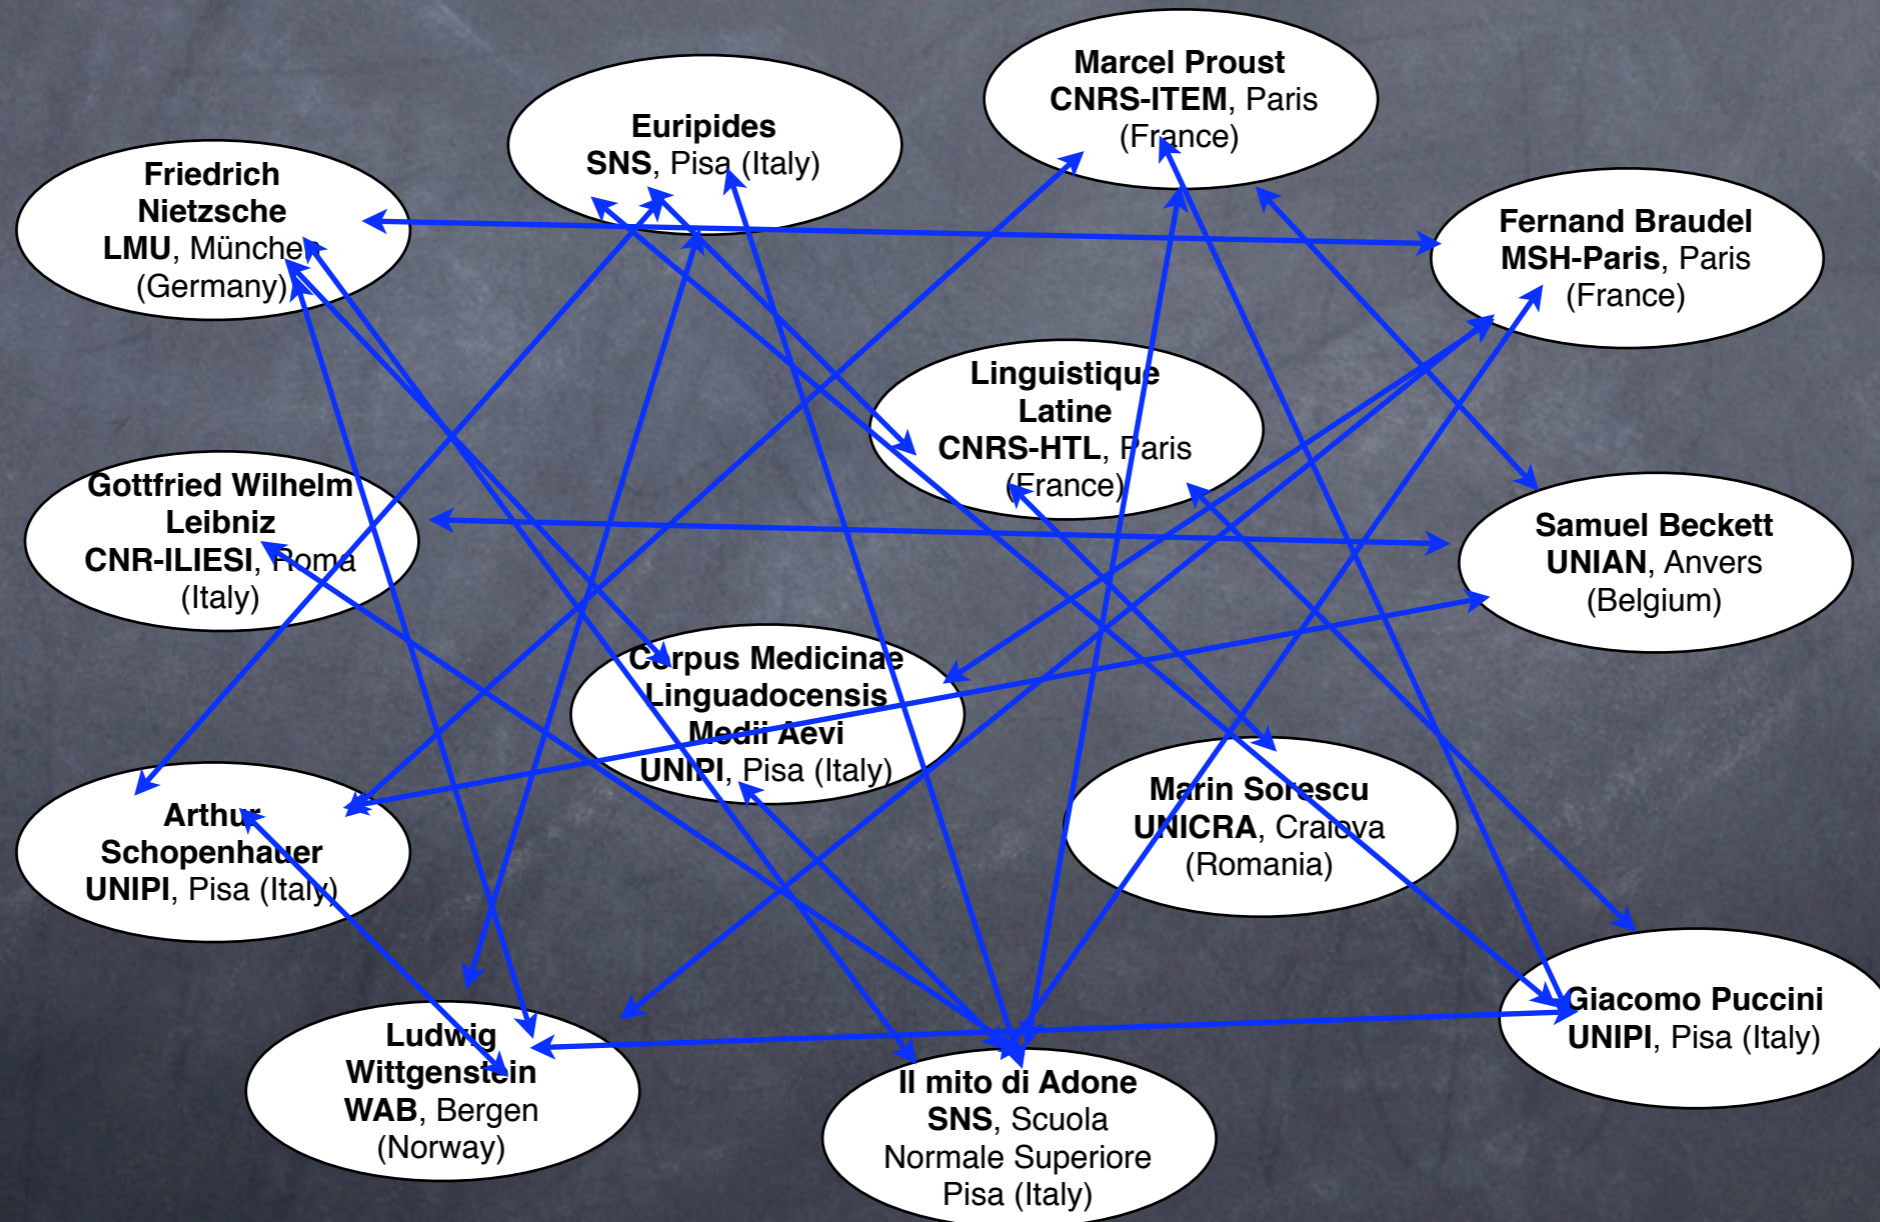 Marcel Proust
CNRS-ITEM, Paris
(France)
Euripides
SNS, Pisa (Italy)
Friedrich
Nietzsche
LMU, München
(Germany)
Fernand Braudel
MSH-Paris, Paris
(France)
Linguistique
Latine
CNRS-HTL, Paris
(France)
Gottfried Wilhelm
Leibniz
CNR-ILIESI, Roma
(Italy)
Samuel Beckett
UNIAN, Anvers
(Belgium)
Corpus Medicinae
Linguadocensis
Medii Aevi
UNIPI, Pisa (Italy)
Marin Sorescu
UNICRA, Craiova
(Romania)
Arthur
Schopenhauer
UNIPI, Pisa (Italy)
Giacomo Puccini
UNIPI, Pisa (Italy)
Ludwig
Wittgenstein
WAB, Bergen
(Norway)
Il mito di Adone
SNS, Scuola
Normale Superiore
Pisa (Italy)